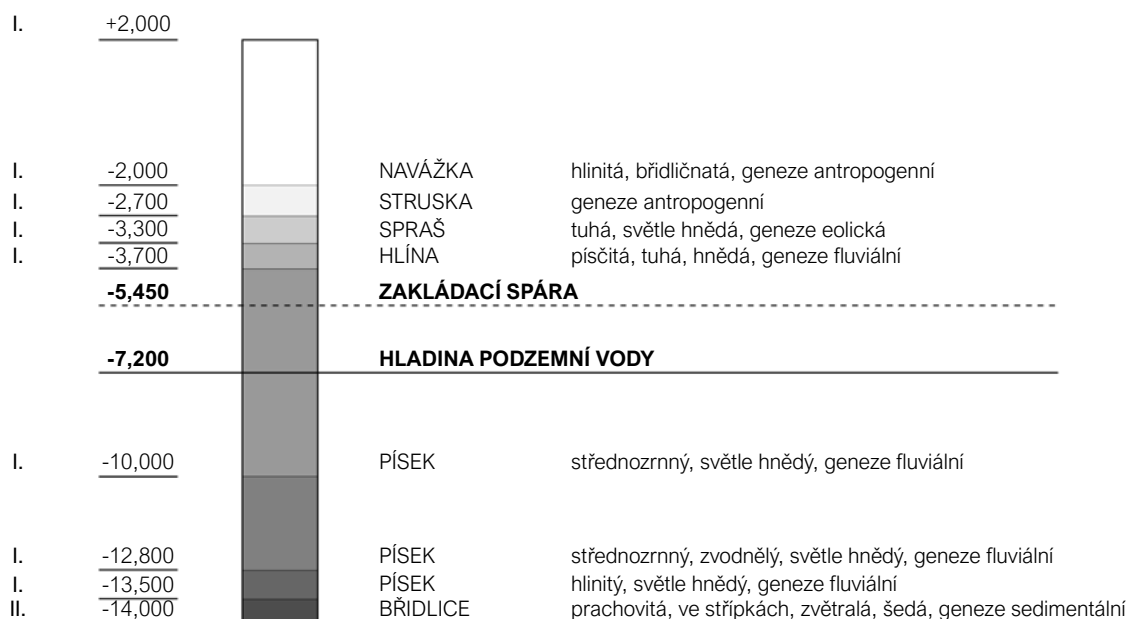 I. +2,000
I. -2,000 NAVÁŽKA hlinitá, břidličnatá, geneze antropogenní
I. -2,700 STRUSKA geneze antropogenní
I. -3,300 SPRAŠ tuhá, světle hnědá, geneze eolická
I. -3,700 HLÍNA písčitá, tuhá, hnědá, geneze fluviální
-5,450 ZAKLÁDACÍ SPÁRA
-7,200 HLADINA PODZEMNÍ VODY
I. -10,000 PÍSEK střednozrnný, světle hnědý, geneze fluviální
I. -12,800 PÍSEK střednozrnný, zvodnělý, světle hnědý, geneze fluviální
I. -13,500 PÍSEK hlinitý, světle hnědý, geneze fluviální
II. -14,000 BŘIDLICE prachovitá, ve střípkách, zvětralá, šedá, geneze sedimentální